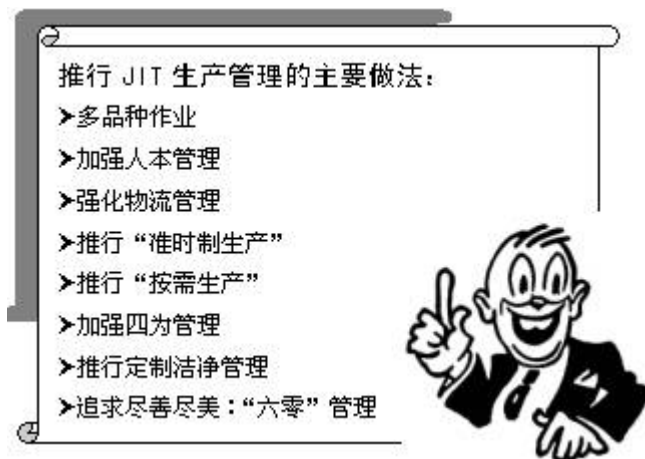 推行 JIT 生产管理的主要做法：
➤多品种作业
➤加强人本管理
➤强化物流管理
➤推行“准时制生产”
➤推行“按需生产”
➤加强四为管理
➤推行定制洁净管理
➤追求尽善尽美：“六零”管理